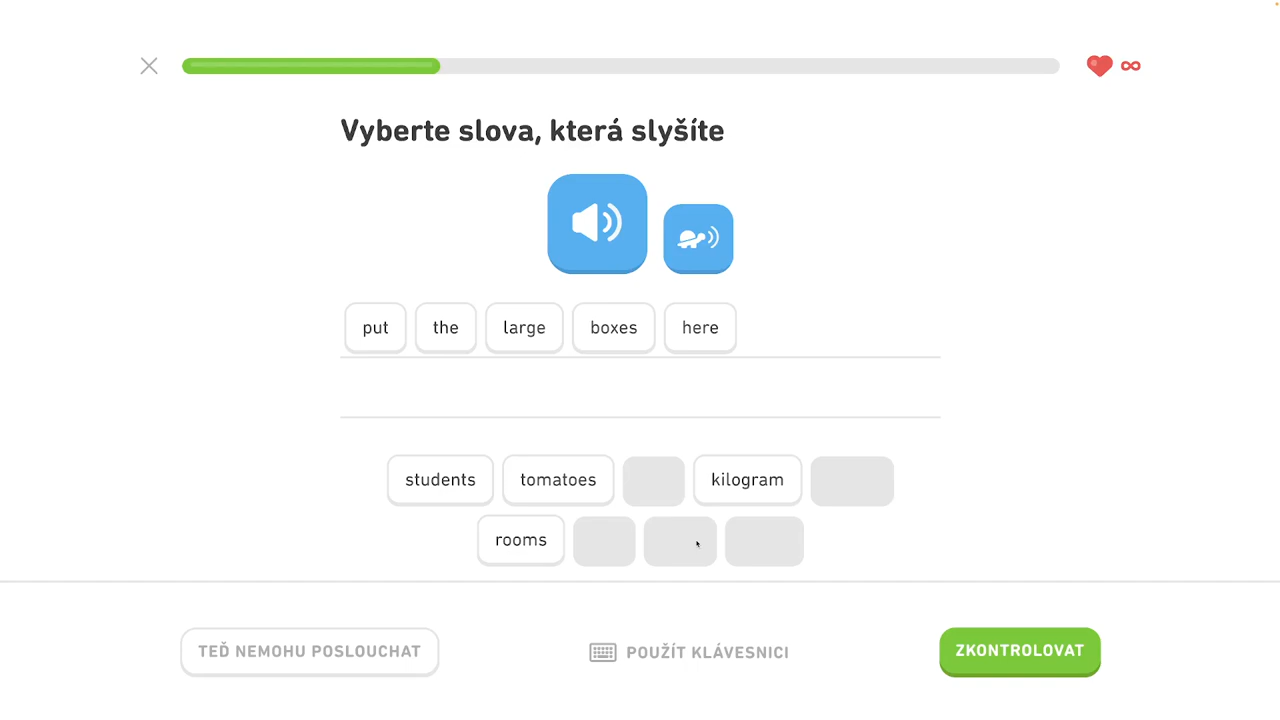 Vyberte slova, která slyšíte
put the large boxes here
students tomatoes kilogram
rooms
TEĎ NEMOHU POSLOUCHAT POUŽÍT KLÁVESNICI ZKONTROLOVAT